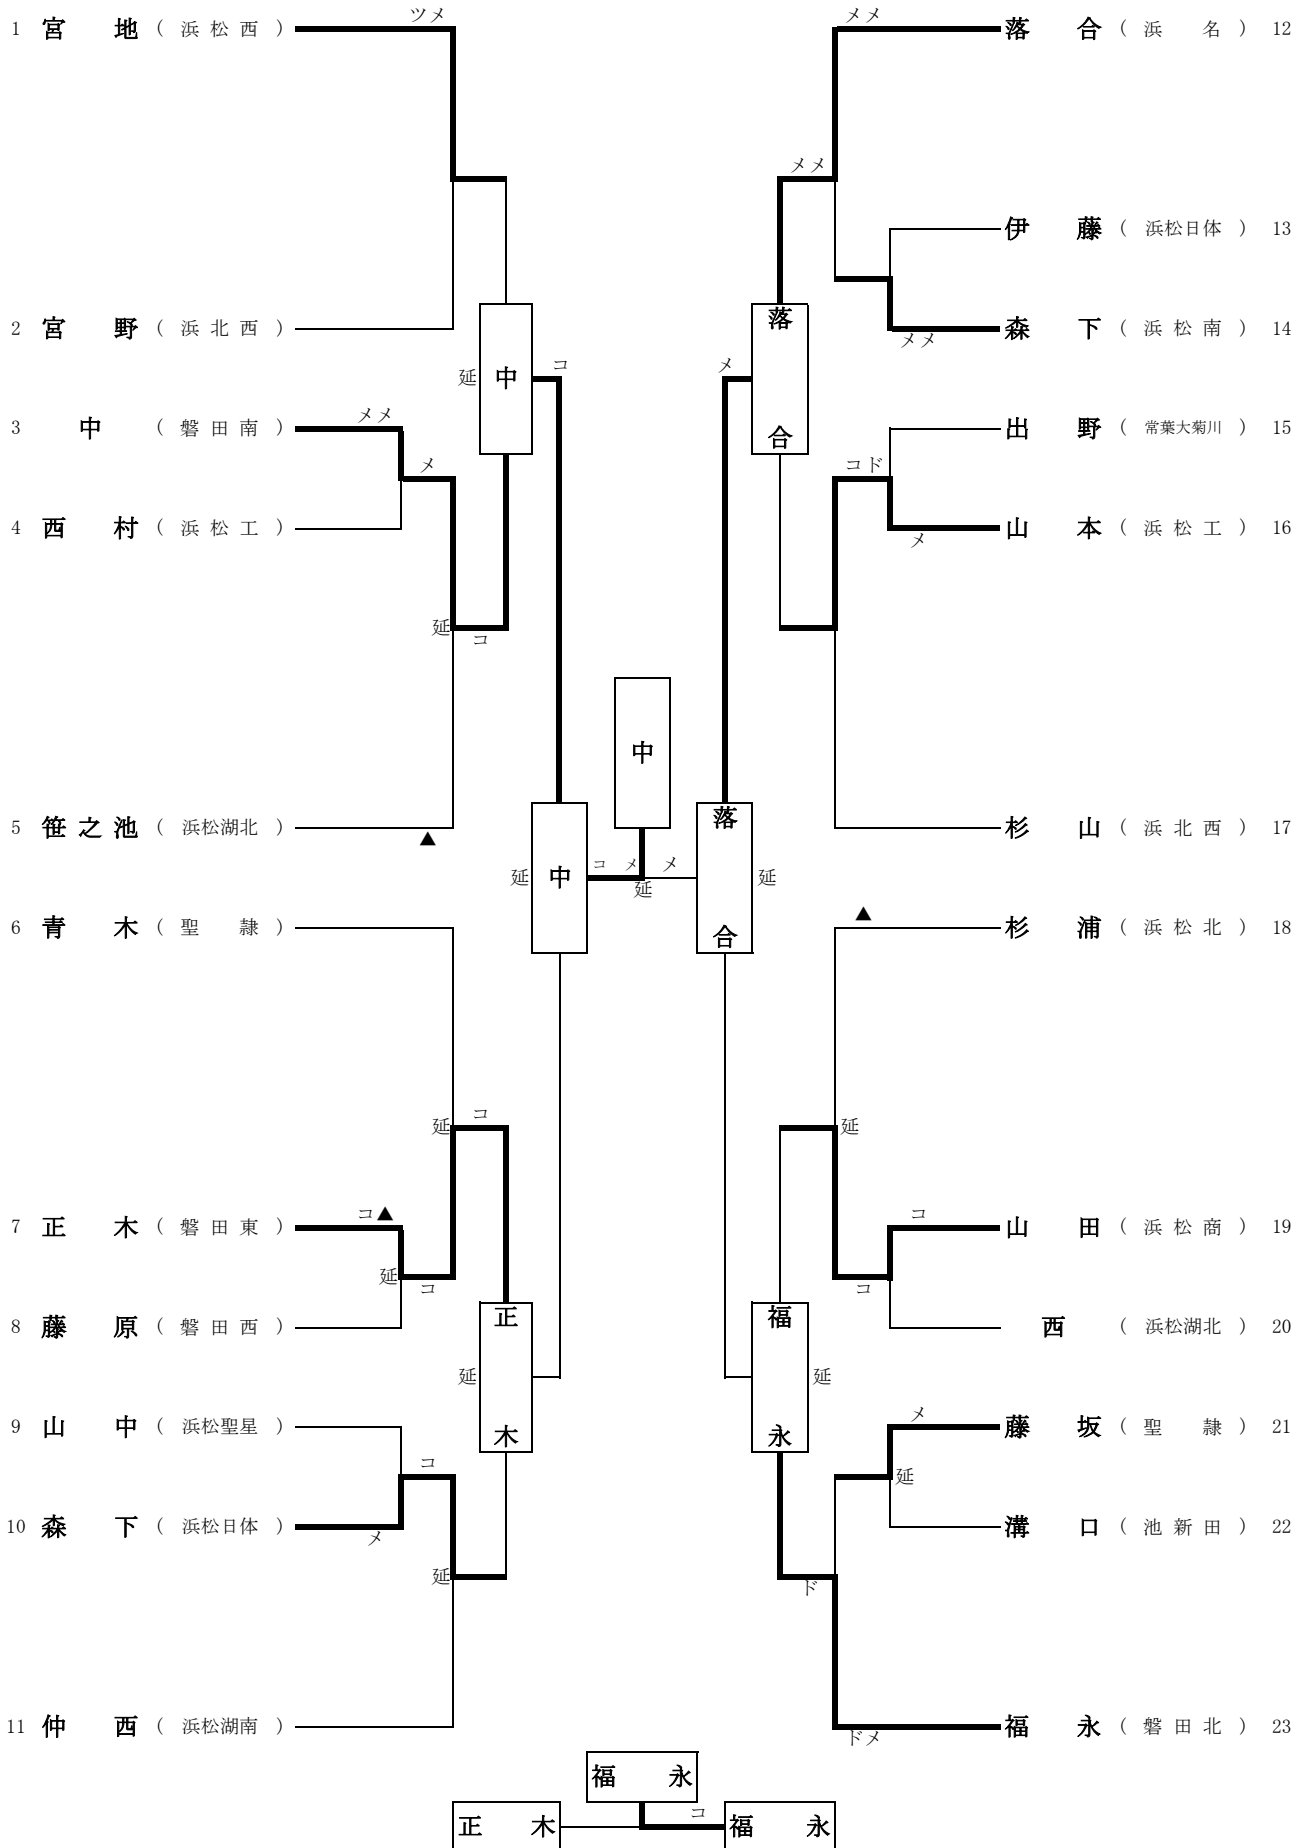 ツメ
メメ
1 宮 地 ( 浜 松 西 )
落 合 ( 浜 名 ) 12
メメ
伊 藤 ( 浜松日体 ) 13
2 宮 野 ( 浜 北 西 )
落合
森 下 ( 浜 松 南 ) 14
メメ
延 中 コ
メ
メメ
3 中 ( 磐 田 南 )
出 野 ( 常葉大菊川 ) 15
メ
コド
4 西 村 ( 浜 松 工 )
山 本 ( 浜 松 工 ) 16
メ
延
コ
中
5 笹 之 池 ( 浜松湖北 )
▲
杉 山 ( 浜 北 西 ) 17
延 中 コ メ 延 メ 落合 延
6 青 木 ( 聖 隷 )
▲
杉 浦 ( 浜 松 北 ) 18
延 コ
延
コ▲
7 正 木 ( 磐 田 東 )
コ
山 田 ( 浜 松 商 ) 19
延 コ
コ
8 藤 原 ( 磐 田 西 )
西 ( 浜松湖北 ) 20
延 正木
福永 延
9 山 中 ( 浜松聖星 )
メ
藤 坂 ( 聖 隷 ) 21
コ
延
10 森 下 ( 浜松日体 )
メ
溝 口 ( 池 新 田 ) 22
延
ド
11 仲 西 ( 浜松湖南 )
ドメ
福 永 ( 磐 田 北 ) 23
福 永
コ
正 木 福 永